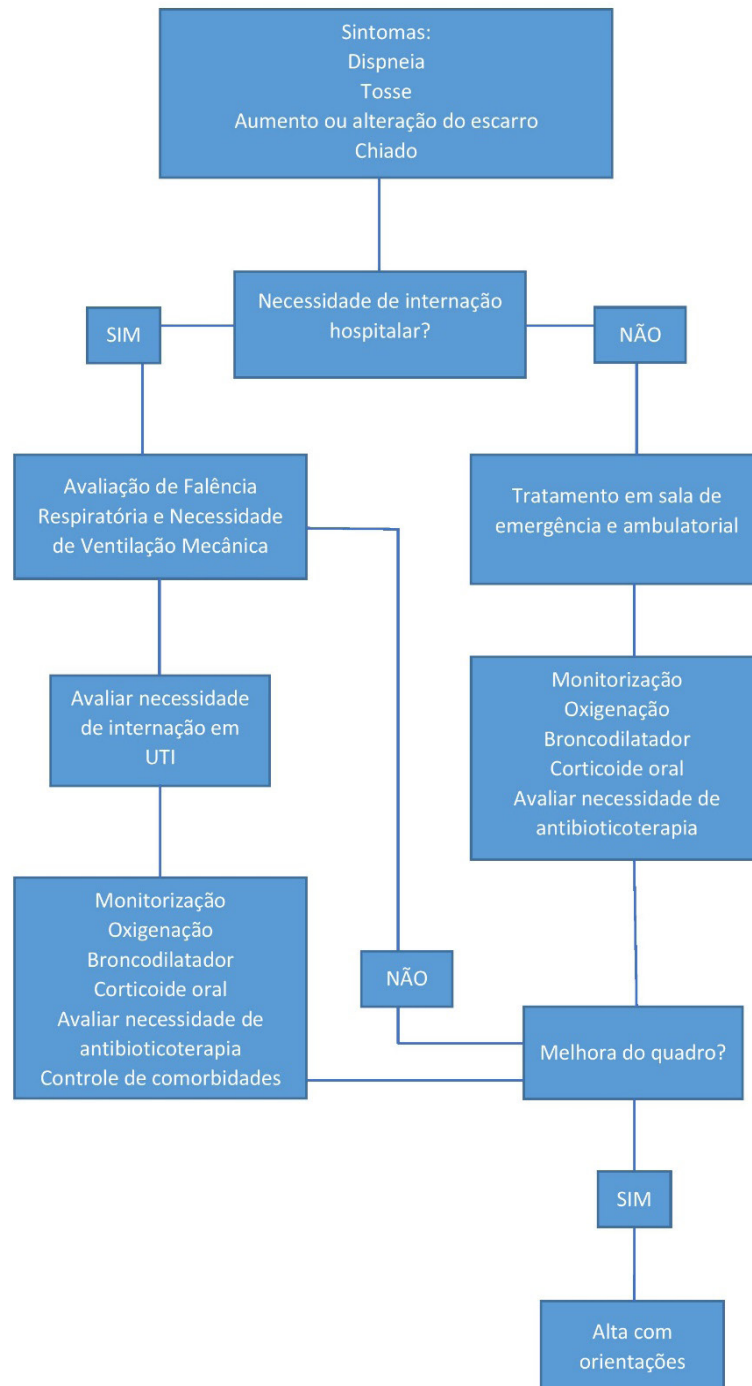 Sintomas:
Dispneia
Tosse
Aumento ou alteração do escarro
Chiado
Necessidade de internação
hospitalar?
SIM
NÃO
Avaliação de Falência
Respiratória e Necessidade
de Ventilação Mecânica
Tratamento em sala de
emergência e ambulatorial
Avaliar necessidade
de internação em
UTI
Monitorização
Oxigenação
Broncodilatador
Corticoide oral
Avaliar necessidade de
antibioticoterapia
Monitorização
Oxigenação
Broncodilatador
Corticoide oral
Avaliar necessidade de
antibioticoterapia
Controle de comorbidades
NÃO
Melhora do quadro?
SIM
Alta com
orientações